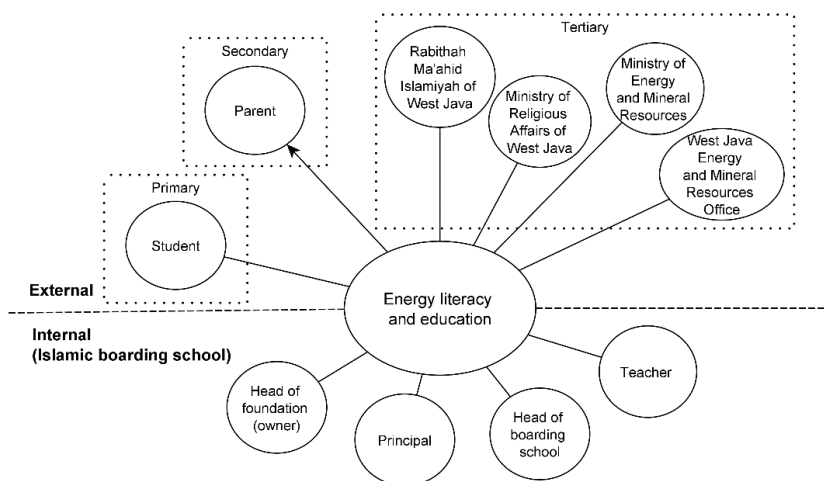 Secondary
Parent
Primary
Student
Tertiary
Rabithah
Ma'ahid
Islamiyah of
West Java
Ministry of
Religious
Affairs of
West Java
Ministry of
Energy
and Mineral
Resources
West Java
Energy
and Mineral
Resources
Office
External
Energy literacy
and education
Internal
(Islamic boarding school)
Head of
foundation
(owner)
Principal
Head of
boarding
school
Teacher